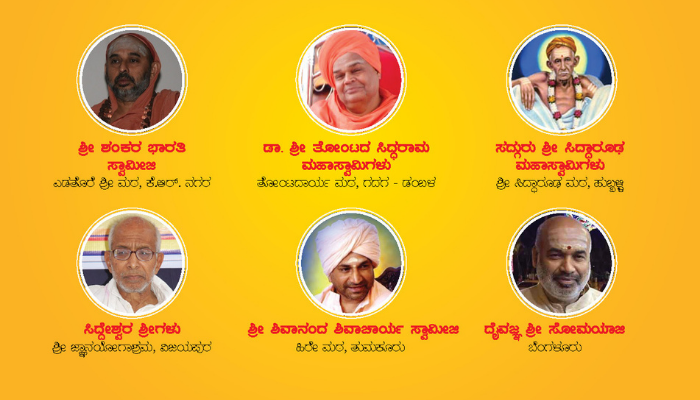 ಶ್ರೀ ಶಂಕರ ಭಾರತಿ
ಸ್ವಾಮೀಜಿ
ಎಡತೊರೆ ಶ್ರೀ ಮಠ, ಕೆ.ಆರ್. ನಗರ
ಡಾ. ಶ್ರೀ ತೋಂಟದ ಸಿದ್ಧರಾಮ
ಮಹಾಸ್ವಾಮಿಗಳು
ತೋಂಟದಾರ್ಯ ಮಠ, ಗದಗ - ಡಂಬಳ
ಸದ್ಗುರು ಶ್ರೀ ಸಿದ್ಧಾರೂಢ
ಮಹಾಸ್ವಾಮಿಗಳು
ಶ್ರೀ ಸಿದ್ಧಾರೂಢ ಮಠ, ಹುಬ್ಬಳ್ಳಿ
ಸಿದ್ದೇಶ್ವರ ಶ್ರೀಗಳು
ಶ್ರೀ ಜ್ಞಾನಯೋಗಾಶ್ರಮ, ವಿಜಯಪುರ
ಶ್ರೀ ಶಿವಾನಂದ ಶಿವಾಚಾರ್ಯ ಸ್ವಾಮೀಜಿ
ಹಿರೇ ಮಠ, ತುಮಕೂರು
ದೈವಜ್ಞ ಶ್ರೀ ಸೋಮಯಾಜಿ
ಬೆಂಗಳೂರು